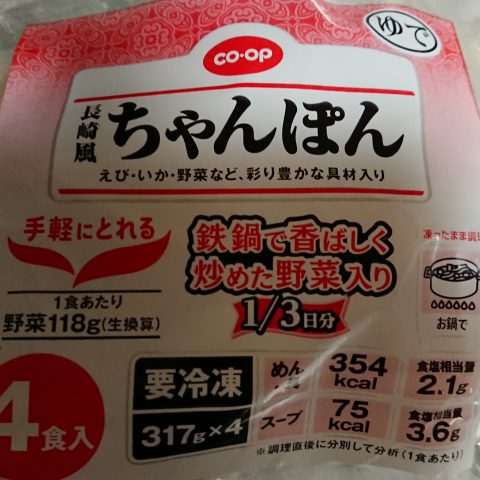 ゆで
CO·OP
長崎風
ちゃんぽん
えび・いか・野菜など、彩り豊かな具材入り
手軽にとれる
1食あたり
野菜118g(生換算)
鉄鍋で香ばしく
炒めた野菜入り
1/3日分
凍ったまま調理
お鍋で
4食入
要冷凍
317g×4
めん
354
kcal
食塩相当量
2.1g
スープ
75
kcal
食塩相当量
3.6g
※調理直後に分別して分析(1食あたり)